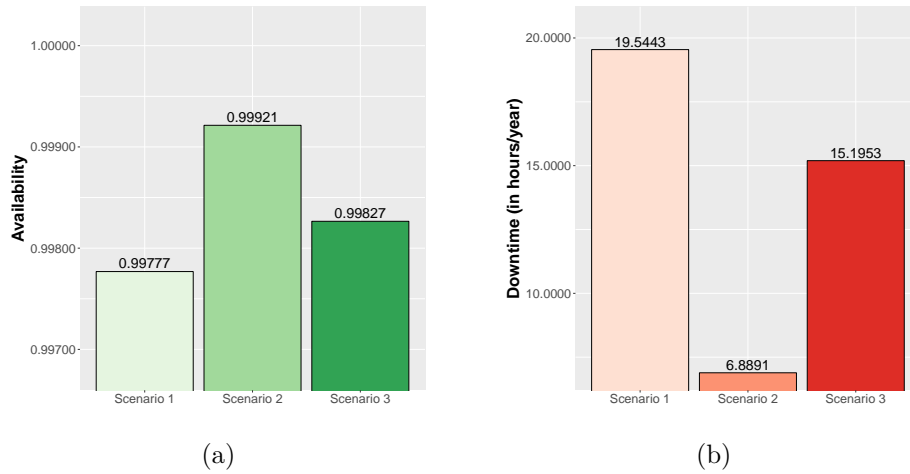 Availability
1.00000
0.99900
0.99800
0.99700
0.99777
0.99921
0.99827
Scenario 1
Scenario 2
Scenario 3
(a)
Downtime (in hours/year)
20.0000
15.0000
10.0000
19.5443
6.8891
15.1953
Scenario 1
Scenario 2
Scenario 3
(b)